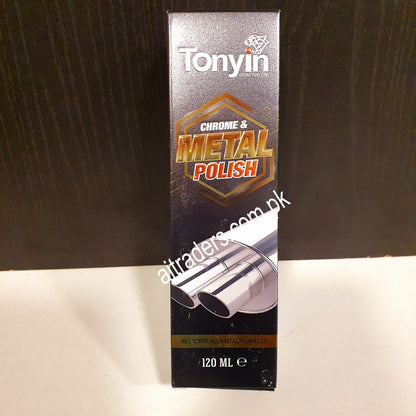 Tonyin
CHROME &
METAL
POLISH
aitraders.com.pk
RESTORES ALL METAL SURFACES
120 ML ℮